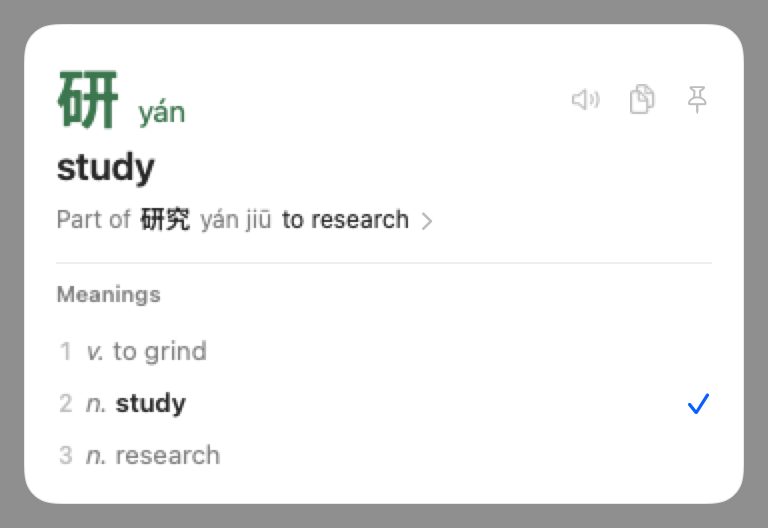 研 yán
study
Part of 研究 yán jiū to research
Meanings
1 v. to grind
2 n. study
3 n. research